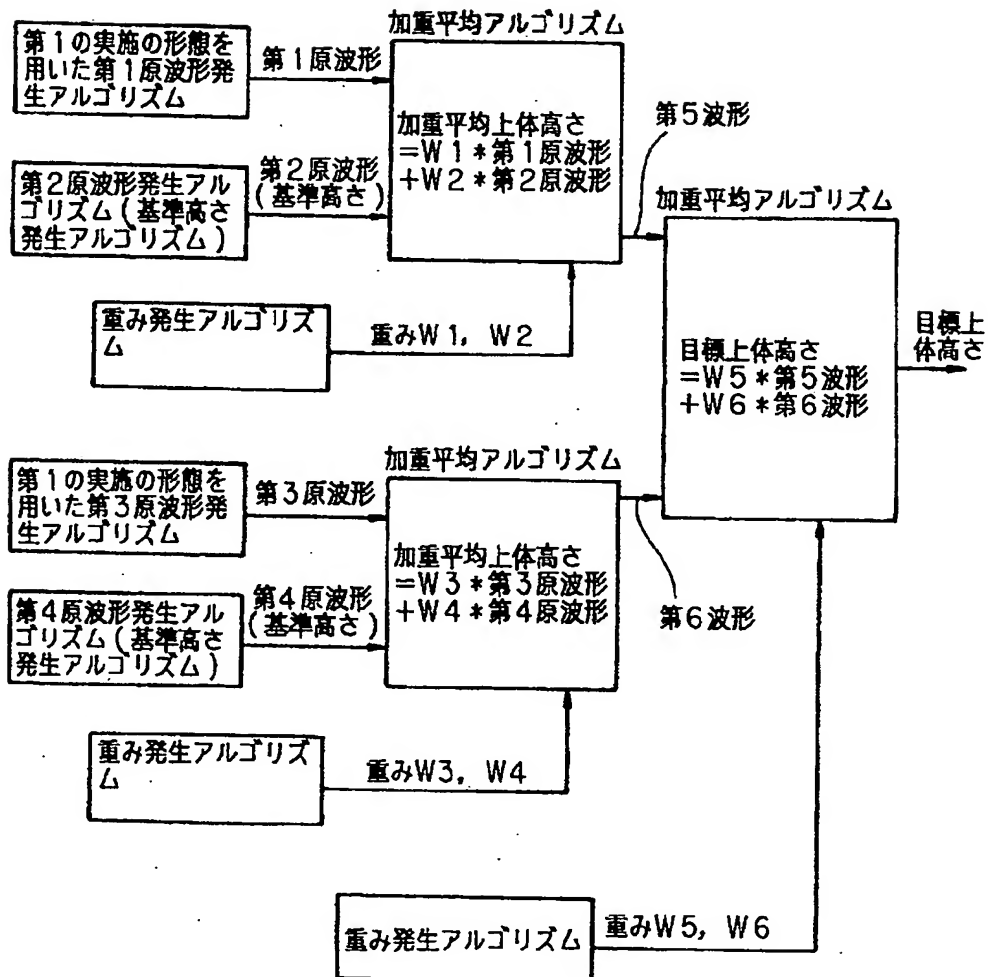 加重平均アルゴリズム
第1の実施の形態を
用いた第1原波形発
生アルゴリズム
第1原波形
加重平均上体高さ
=W1*第1原波形
+W2*第2原波形
第2原波形発生アル
ゴリズム(基準高さ
発生アルゴリズム)
第2原波形
(基準高さ)
重み発生アルゴリズ
ム
重みW1, W2
第5波形
加重平均アルゴリズム
目標上体高さ
=W5*第5波形
+W6*第6波形
目標上
体高さ
加重平均アルゴリズム
第1の実施の形態を
用いた第3原波形発
生アルゴリズム
第3原波形
加重平均上体高さ
=W3*第3原波形
+W4*第4原波形
第4原波形発生アル
ゴリズム(基準高さ
発生アルゴリズム)
第4原波形
(基準高さ)
第6波形
重み発生アルゴリズ
ム
重みW3, W4
重み発生アルゴリズム
重みW5, W6